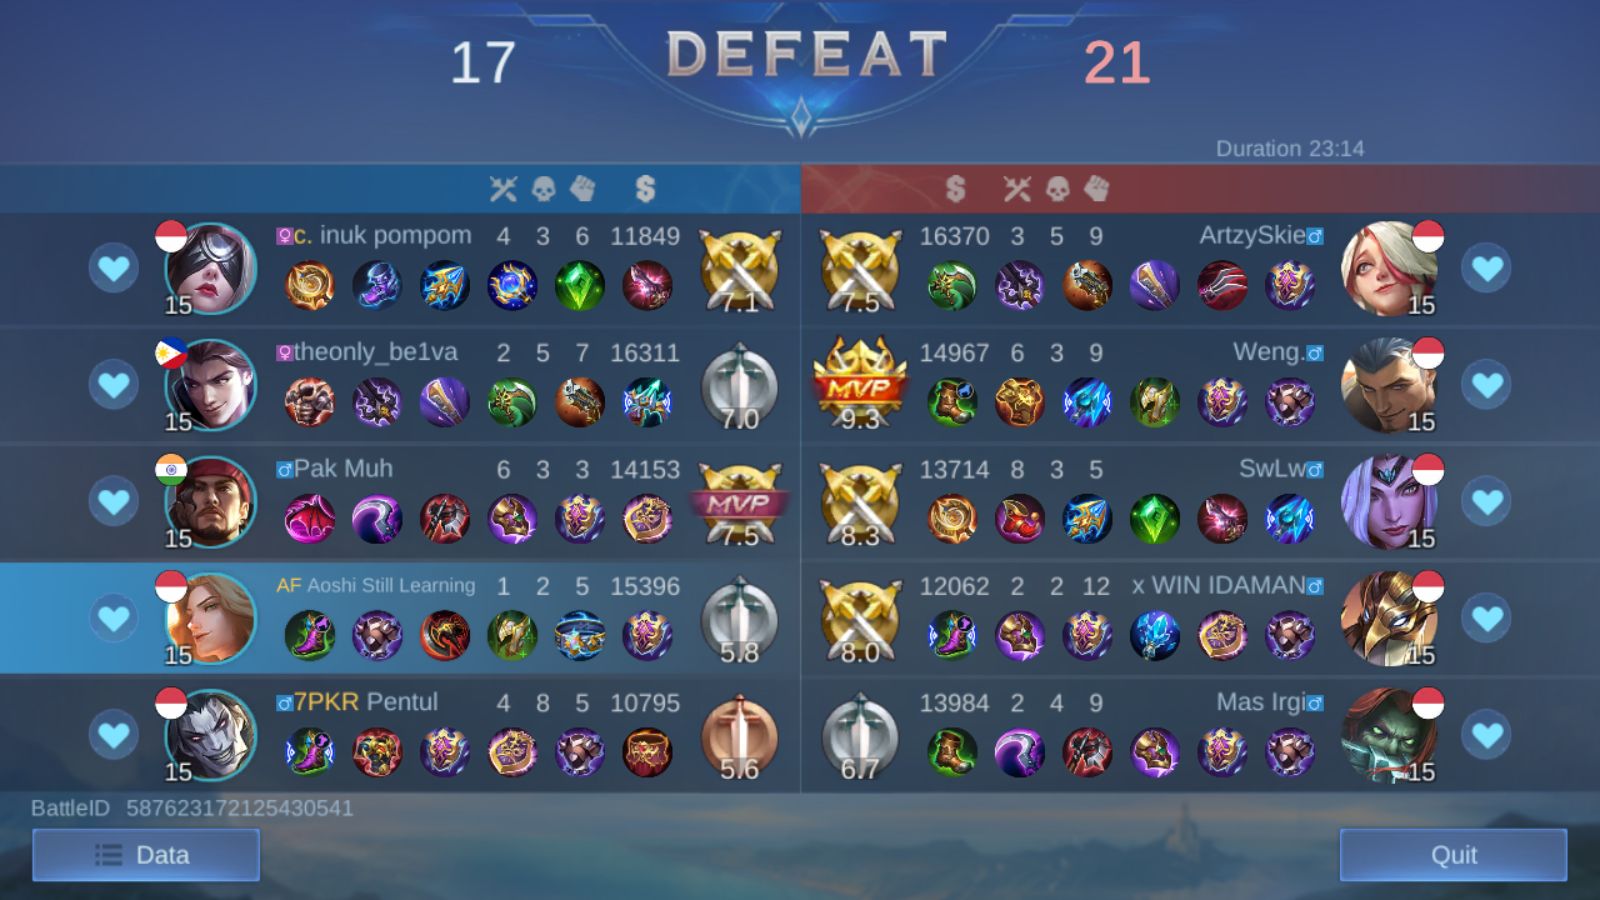 17 DEFEAT 21
Duration 23:14
c. inuk pompom 4 3 6 11849 7.1
15
7.5 16370 3 5 9 ArtzySkie
15
theonly_be1va 2 5 7 16311 7.0
15
MVP 9.3 14967 6 3 9 Weng.
15
Pak Muh 6 3 3 14153 MVP 7.5
15
8.3 13714 8 3 5 SwLw
15
AF Aoshi Still Learning 1 2 5 15396 5.8
15
8.0 12062 2 2 12 x WIN IDAMAN
15
7PKR Pentul 4 8 5 10795 5.6
15
6.7 13984 2 4 9 Mas Irgi
15
BattleID 587623172125430541
Data
Quit